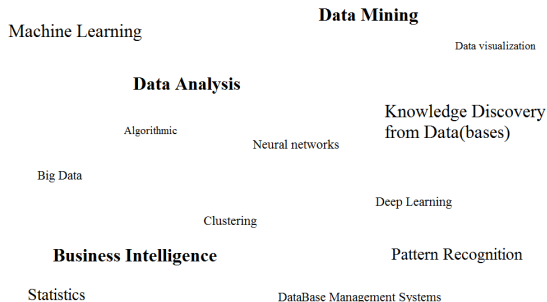 Data Mining
Machine Learning
Data visualization
Data Analysis
Knowledge Discovery
from Data(bases)
Algorithmic
Neural networks
Big Data
Deep Learning
Clustering
Business Intelligence
Pattern Recognition
Statistics
DataBase Management Systems